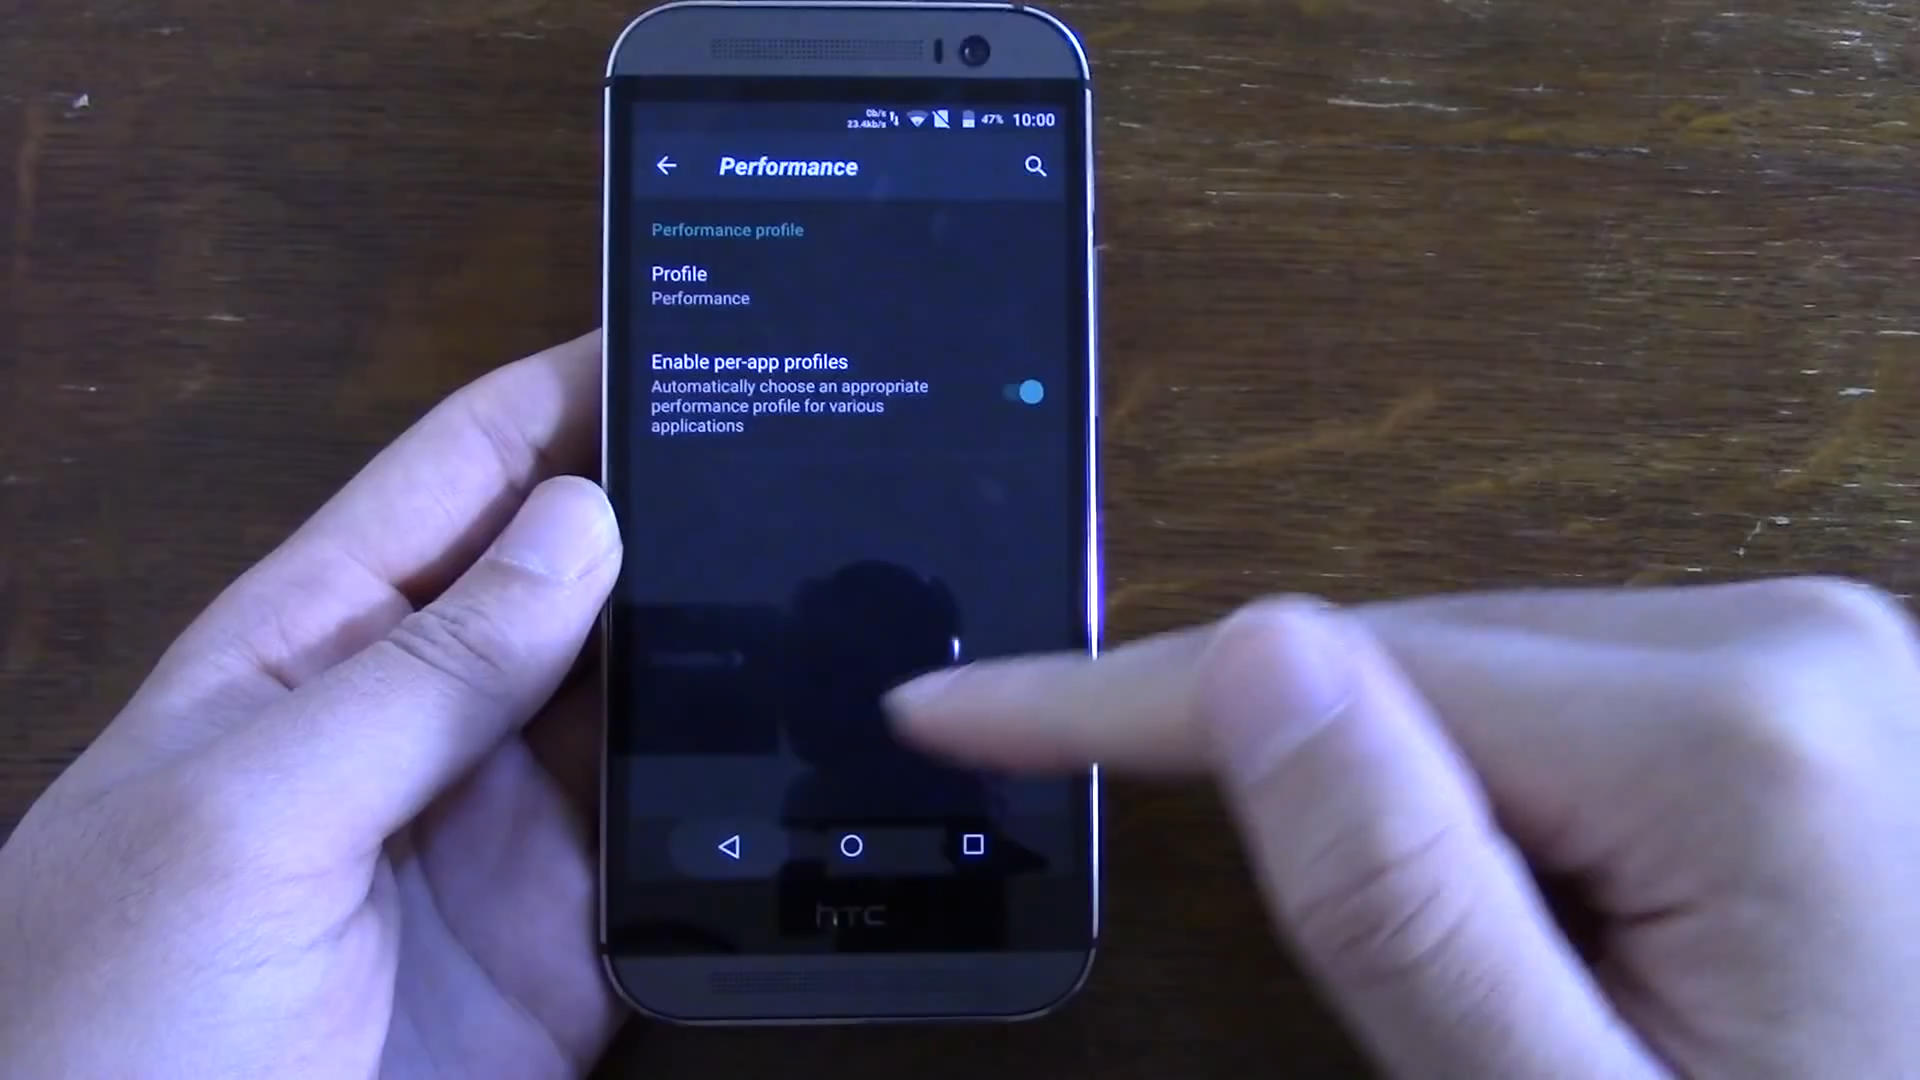 0b/s
23.4kb/s
47% 10:00
Performance
Performance profile
Profile
Performance
Enable per-app profiles
Automatically choose an appropriate
performance profile for various
applications
hTC